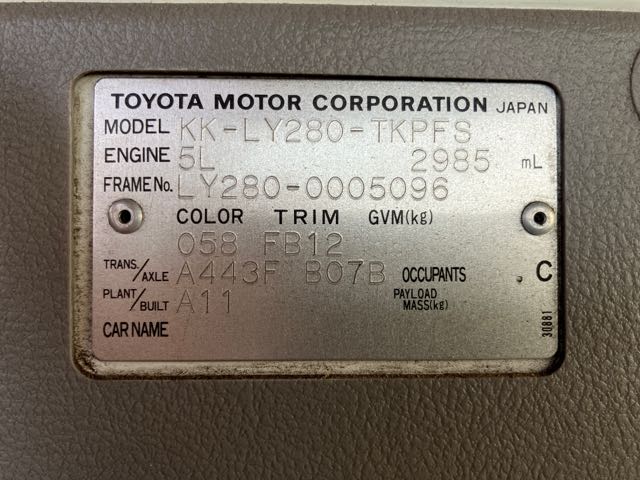 TOYOTA MOTOR CORPORATION JAPAN
MODEL KK-LY280-TKPFS
ENGINE 5L 2985 mL
FRAME No. LY280-0005096
COLOR TRIM GVM(kg)
058 FB12
TRANS./AXLE A443F B07B OCCUPANTS C
PLANT/BUILT A11 PAYLOAD MASS(kg)
CAR NAME
30881